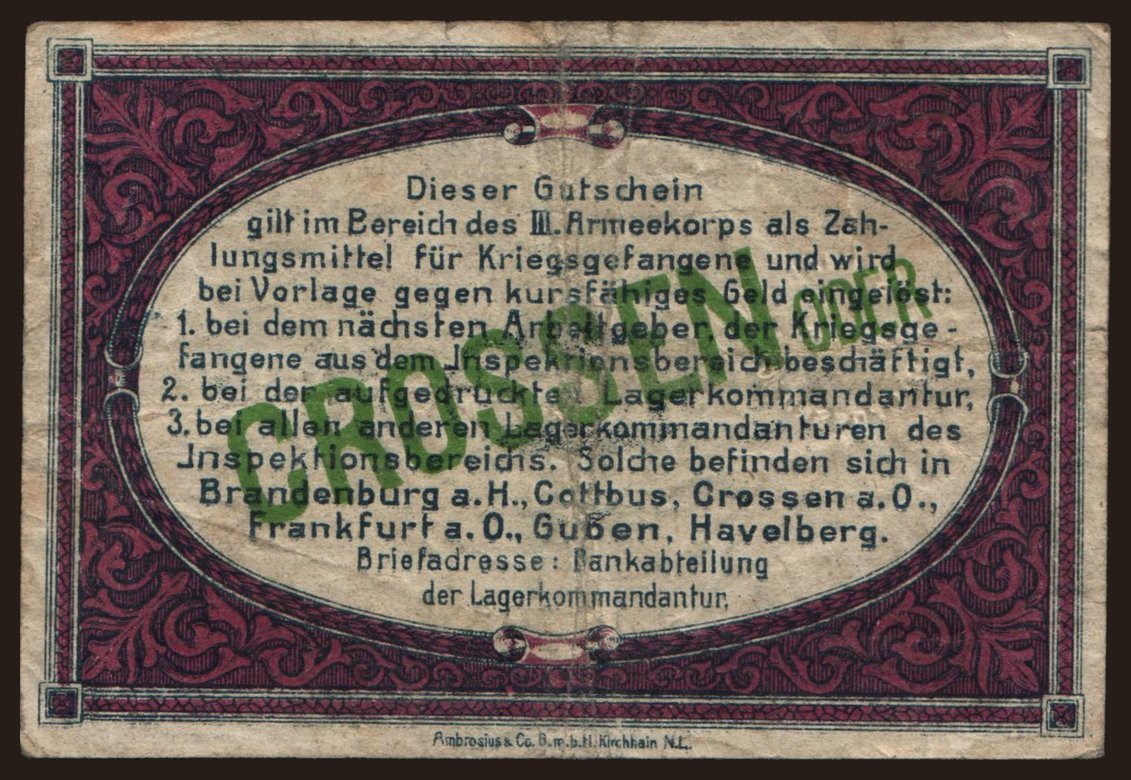 Dieser Gutschein
gilt im Bereich des III. Armeekorps als Zah-
lungsmittel für Kriegsgefangene und wird
bei Vorlage gegen kursfähiges Geld eingelöst:
1. bei dem nächsten Arbeitgeber der Kriegsge-
fangene aus dem Inspektionsbereich beschäftigt,
2. bei der aufgedruckten Lagerkommandantur,
3. bei allen anderen Lagerkommandanturen des
Inspektionsbereichs. Solche befinden sich in
Brandenburg a.H., Cottbus, Crossen a.O.,
Frankfurt a.O., Guben, Havelberg.
Briefadresse: Bankabteilung
der Lagerkommandantur.
CROSSEN ODER
Ambrosius & Co. G.m.b.H. Kirchhain N.L.